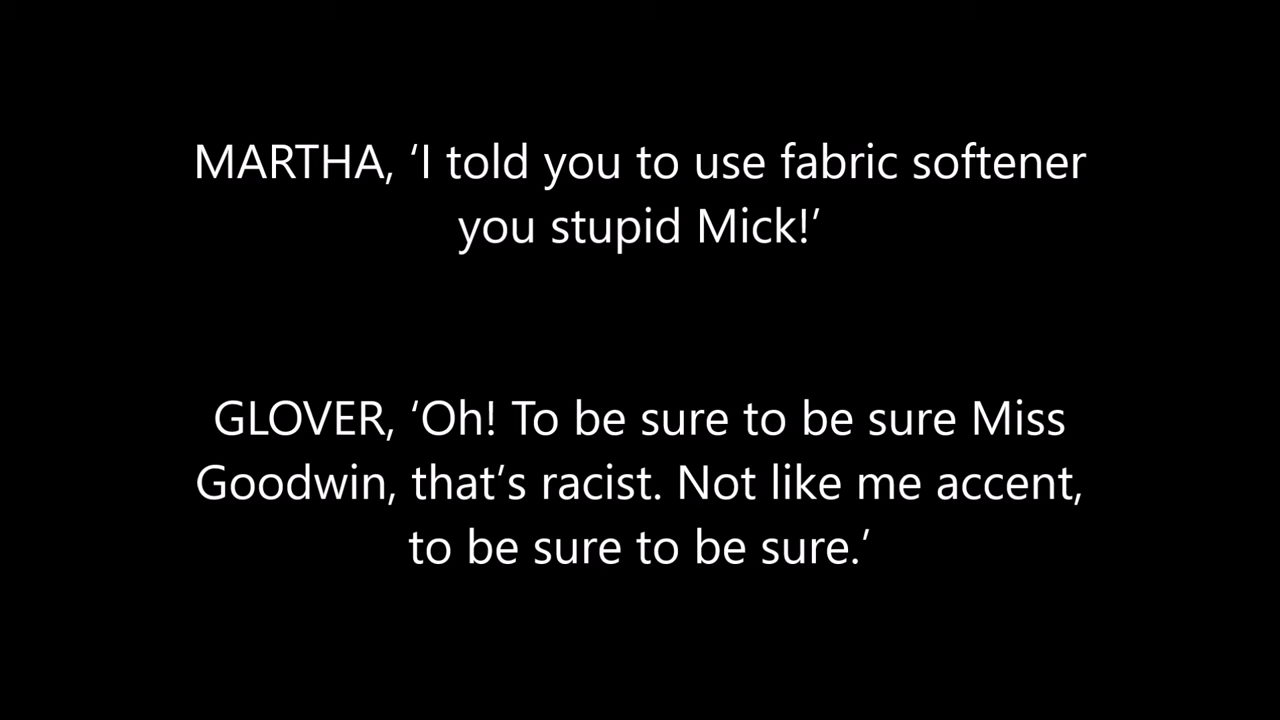 MARTHA, ‘I told you to use fabric softener
you stupid Mick!’
GLOVER, ‘Oh! To be sure to be sure Miss
Goodwin, that’s racist. Not like me accent,
to be sure to be sure.’